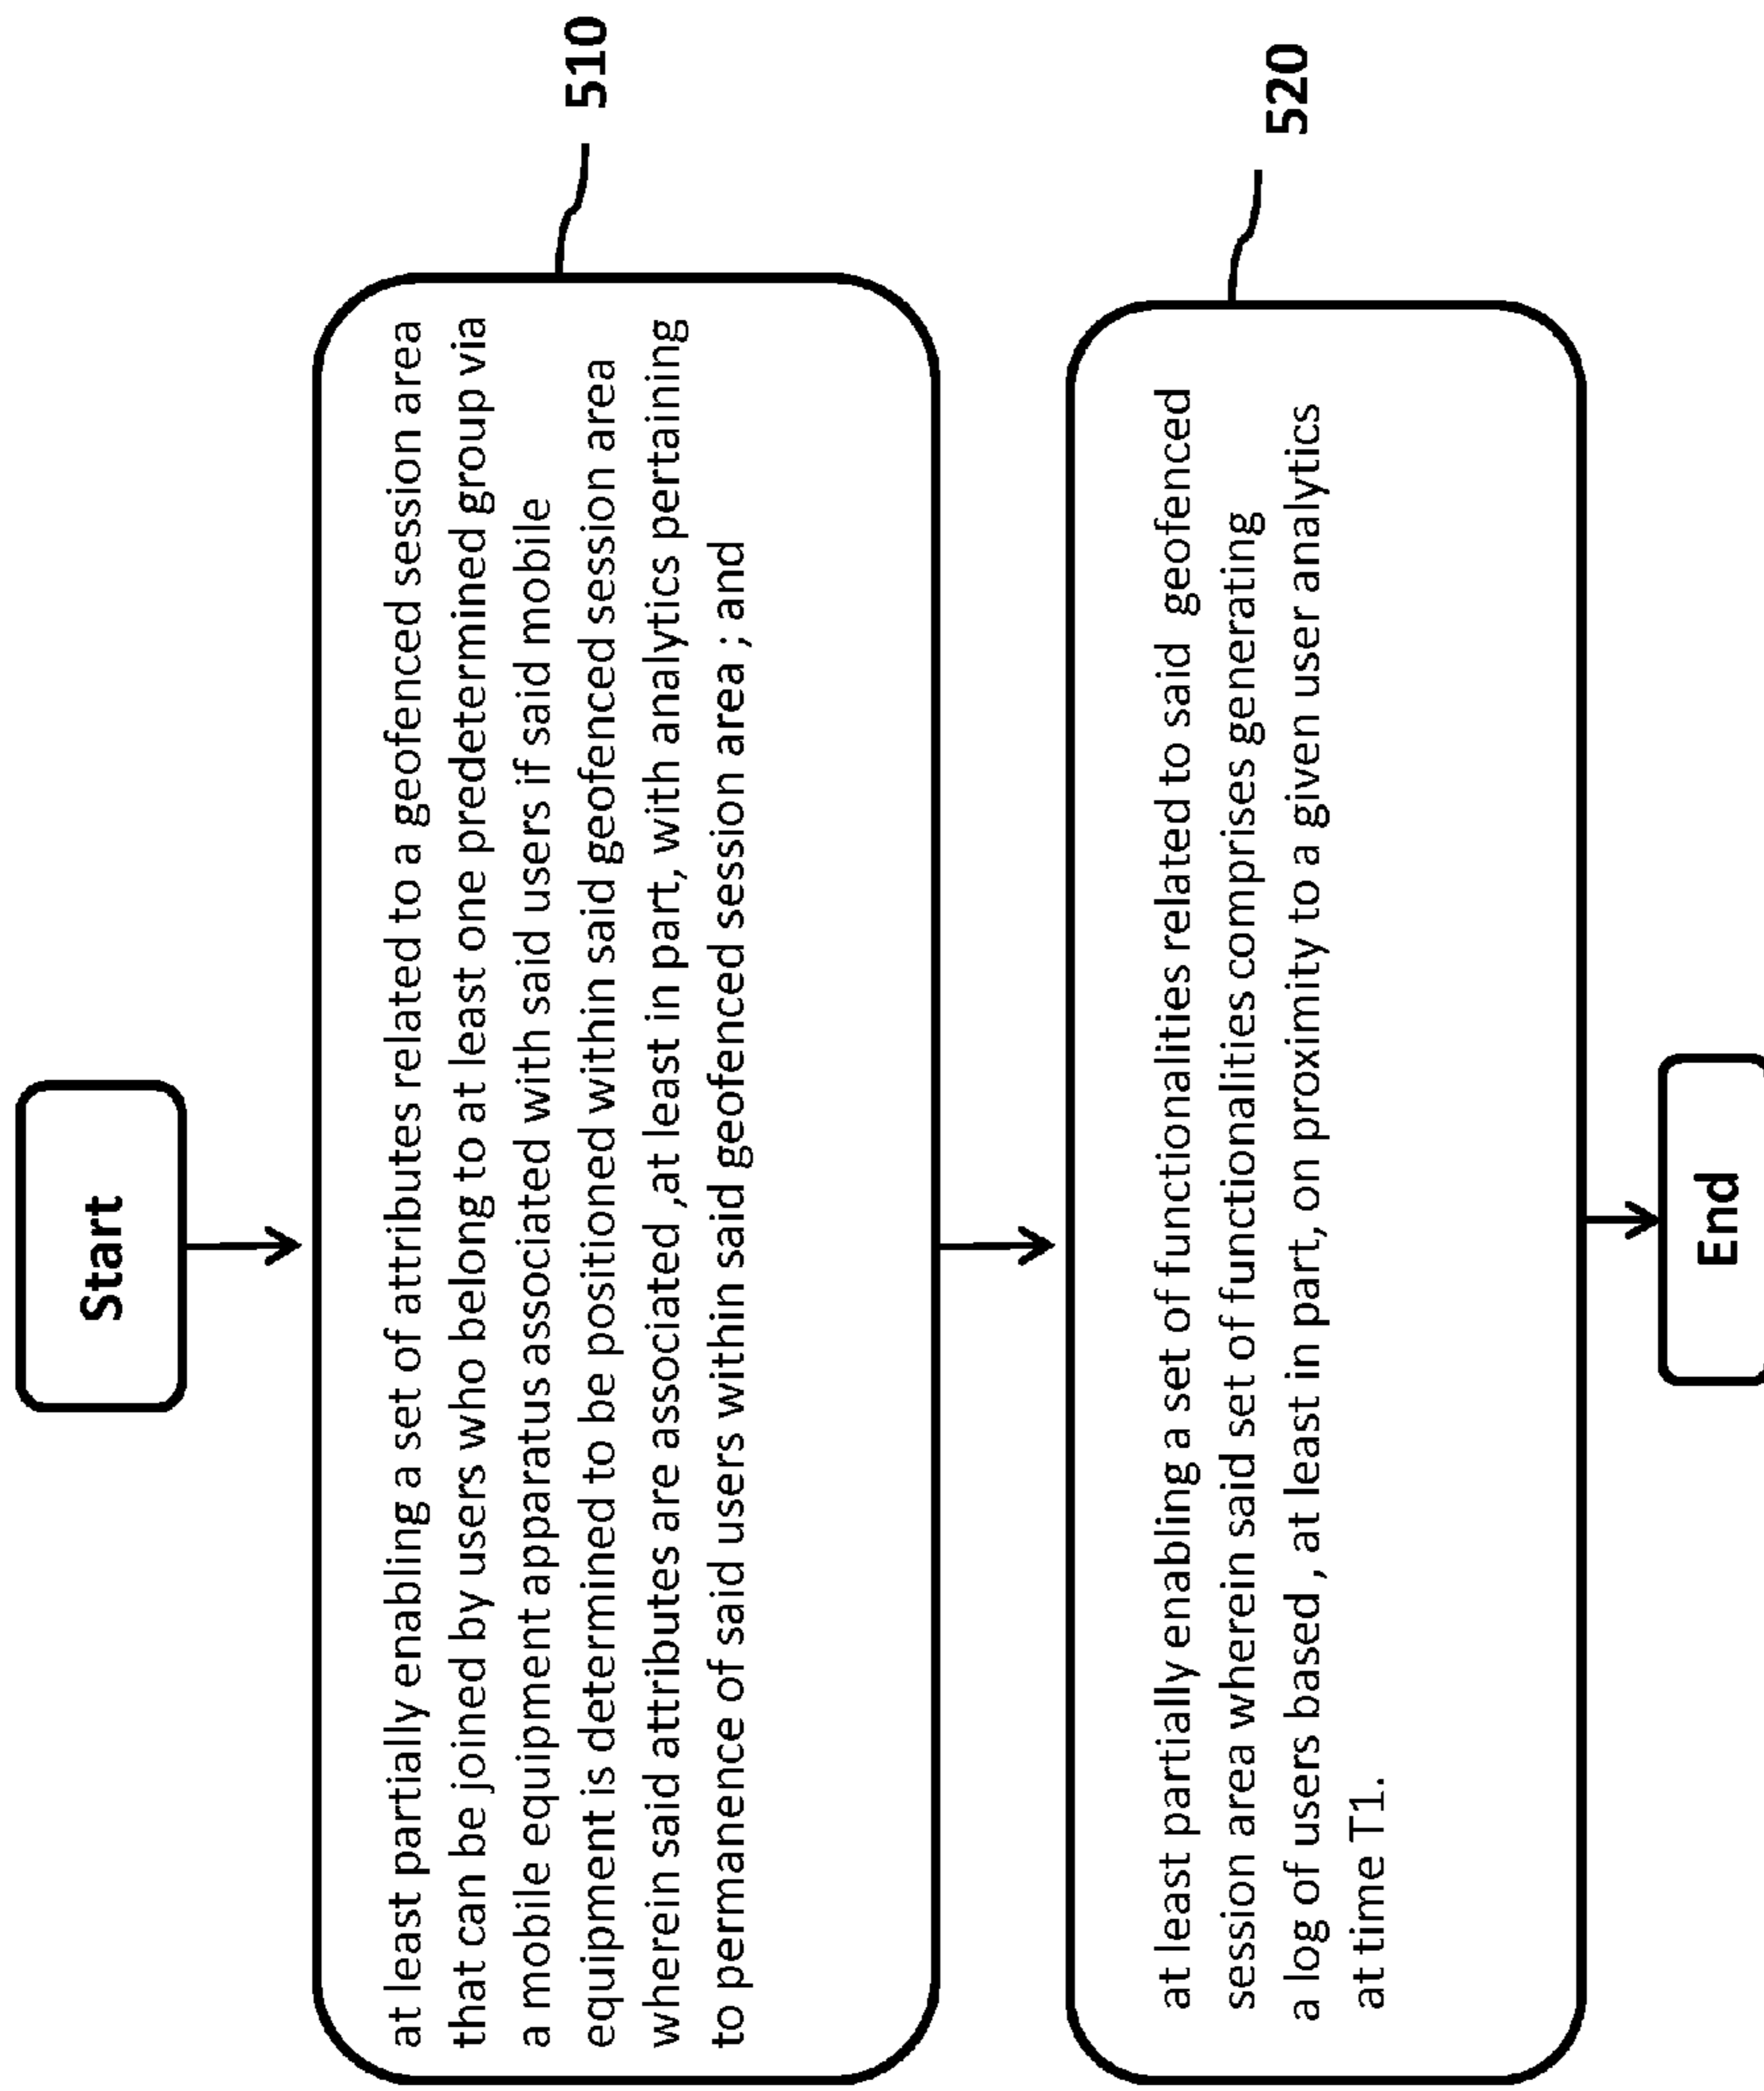 Start
at least partially enabling a set of attributes related to a geofenced session area
that can be joined by users who belong to at least one predetermined group via
a mobile equipment apparatus associated with said users if said mobile
equipment is determined to be positioned within said geofenced session area
wherein said attributes are associated ,at least in part, with analytics pertaining
to permanence of said users within said geofenced session area ; and
510
at least partially enabling a set of functionalities related to said geofenced
session area wherein said set of functionalities comprises generating
a log of users based , at least in part, on proximity to a given user analytics
at time T1.
520
End